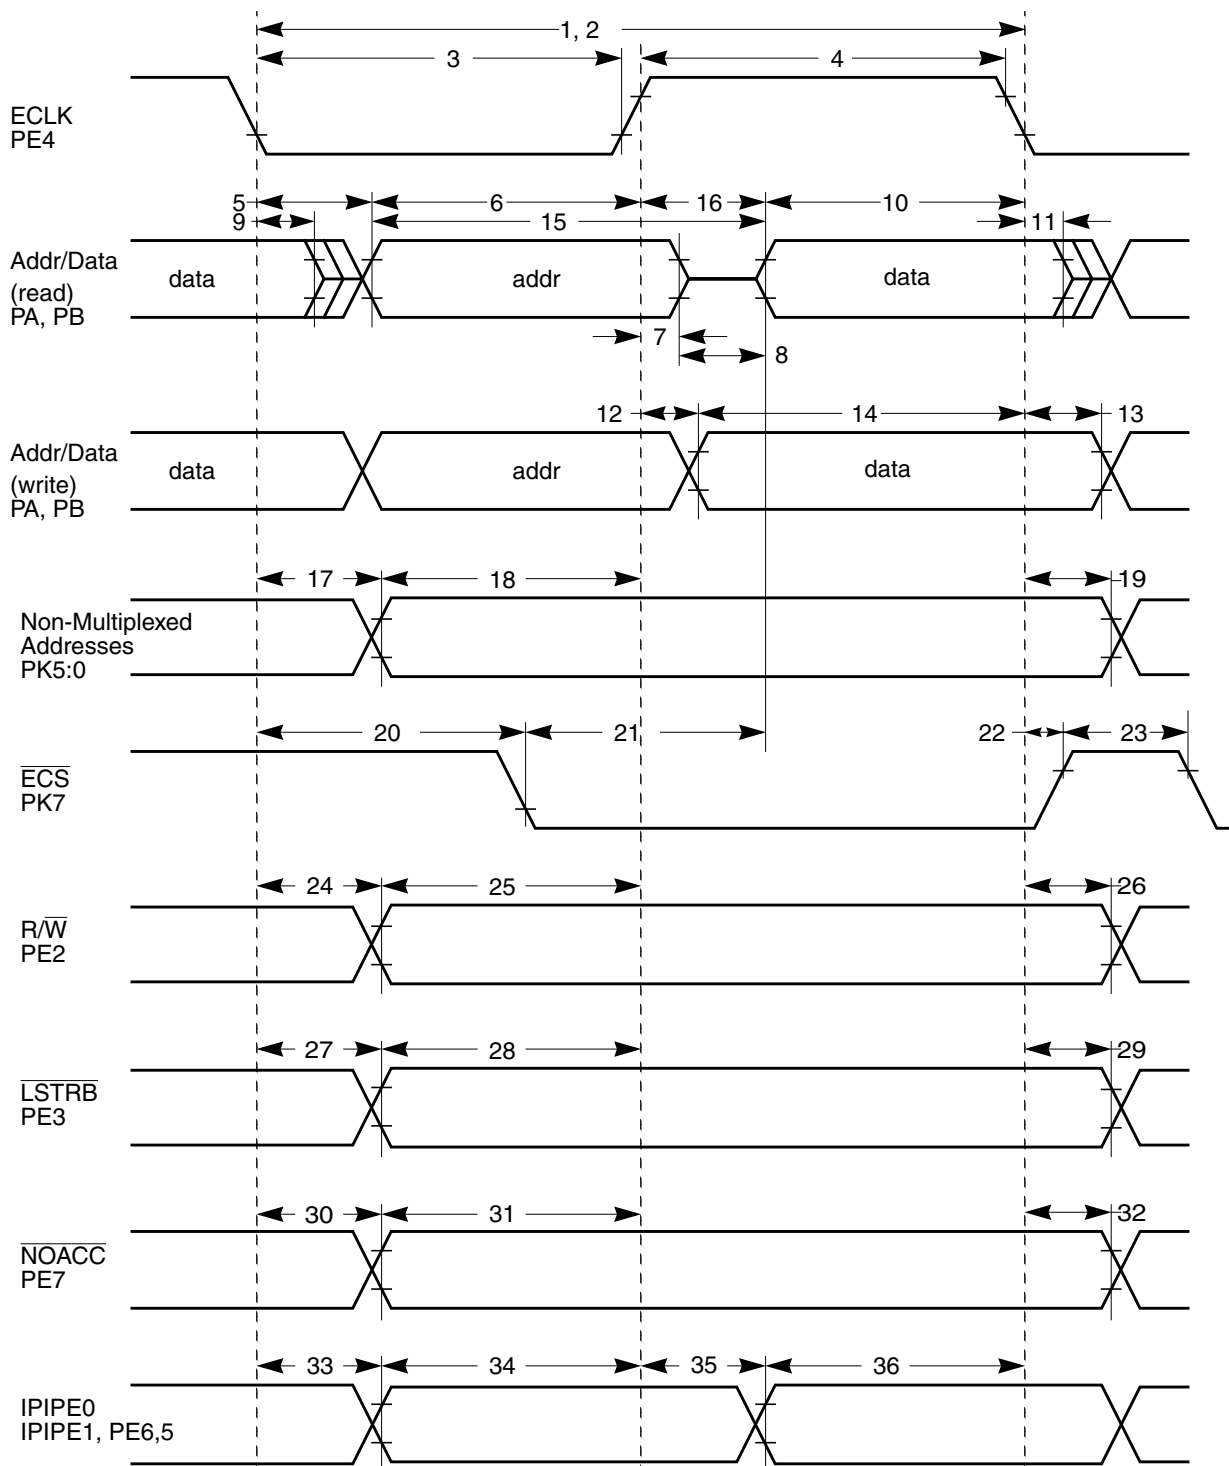 1, 2
3
4
ECLK
PE4
5
6
16
10
9
15
11
Addr/Data
(read)
PA, PB
data
addr
data
7
8
12
14
13
Addr/Data
(write)
PA, PB
data
addr
data
17
18
19
Non-Multiplexed
Addresses
PK5:0
20
21
22
23
ECS
PK7
24
25
26
R/W
PE2
27
28
29
LSTRB
PE3
30
31
32
NOACC
PE7
33
34
35
36
IPIPE0
IPIPE1, PE6,5